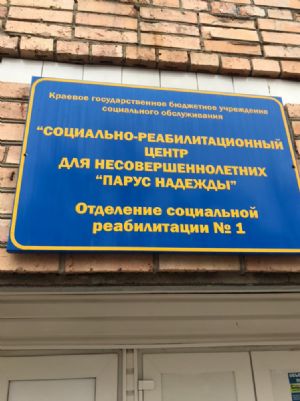 Краевое государственное бюджетное учреждение
социального обслуживания
"СОЦИАЛЬНО-РЕАБИЛИТАЦИОННЫЙ
ЦЕНТР
ДЛЯ НЕСОВЕРШЕННОЛЕТНИХ
"ПАРУС НАДЕЖДЫ"
Отделение социальной
реабилитации № 1